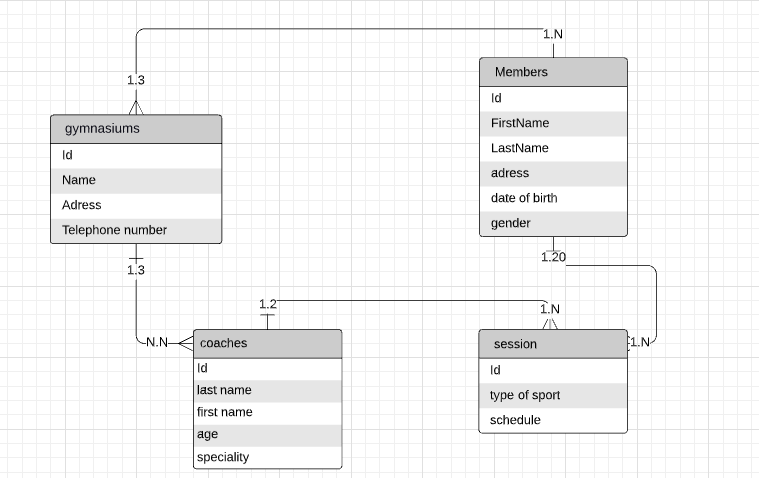 1.N
1.3
Members
Id
FirstName
LastName
adress
date of birth
gender
1.20
gymnasiums
Id
Name
Adress
Telephone number
1.3
N.N
1.2
1.N
coaches
Id
last name
first name
age
speciality
session
1.N
Id
type of sport
schedule